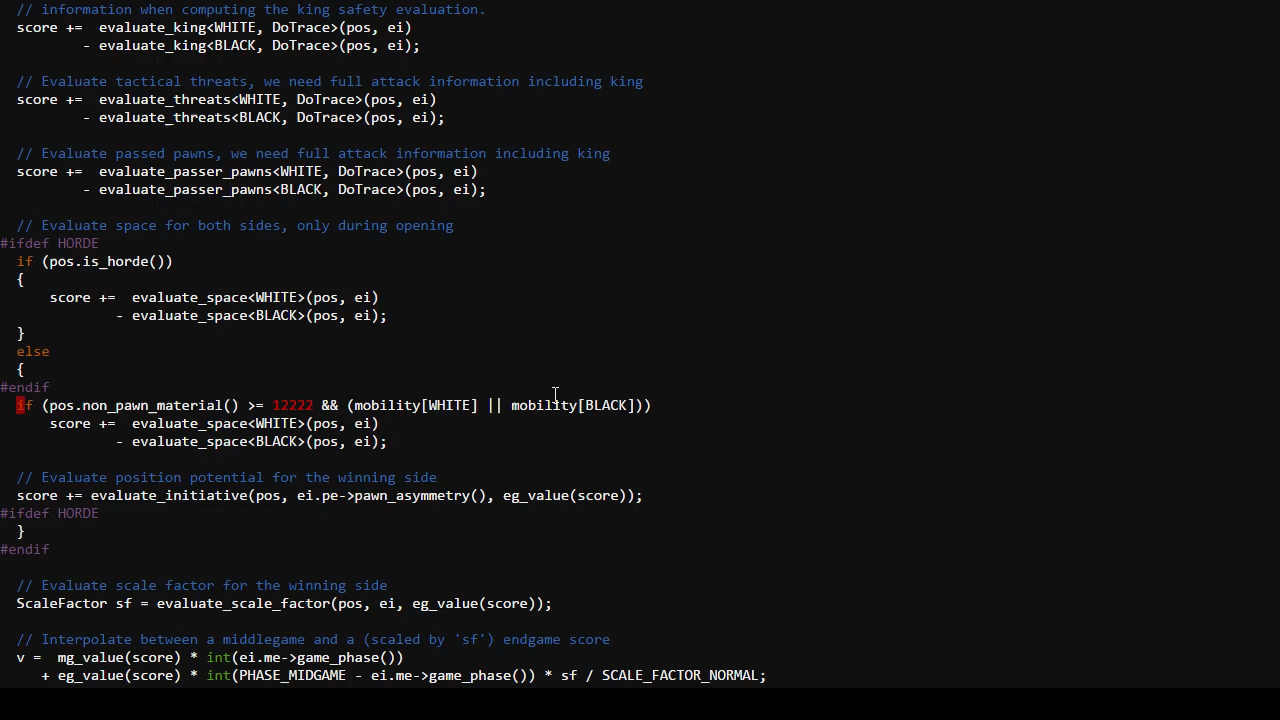 // information when computing the king safety evaluation.
score +=  evaluate_king<WHITE, DoTrace>(pos, ei)
- evaluate_king<BLACK, DoTrace>(pos, ei);
// Evaluate tactical threats, we need full attack information including king
score +=  evaluate_threats<WHITE, DoTrace>(pos, ei)
- evaluate_threats<BLACK, DoTrace>(pos, ei);
// Evaluate passed pawns, we need full attack information including king
score +=  evaluate_passer_pawns<WHITE, DoTrace>(pos, ei)
- evaluate_passer_pawns<BLACK, DoTrace>(pos, ei);
// Evaluate space for both sides, only during opening
#ifdef HORDE
if (pos.is_horde())
{
score +=  evaluate_space<WHITE>(pos, ei)
- evaluate_space<BLACK>(pos, ei);
}
else
{
#endif
if (pos.non_pawn_material() >= 12222 && (mobility[WHITE] || mobility[BLACK]))
score +=  evaluate_space<WHITE>(pos, ei)
- evaluate_space<BLACK>(pos, ei);
// Evaluate position potential for the winning side
score += evaluate_initiative(pos, ei.pe->pawn_asymmetry(), eg_value(score));
#ifdef HORDE
}
#endif
// Evaluate scale factor for the winning side
ScaleFactor sf = evaluate_scale_factor(pos, ei, eg_value(score));
// Interpolate between a middlegame and a (scaled by 'sf') endgame score
v =  mg_value(score) * int(ei.me->game_phase())
+ eg_value(score) * int(PHASE_MIDGAME - ei.me->game_phase()) * sf / SCALE_FACTOR_NORMAL;